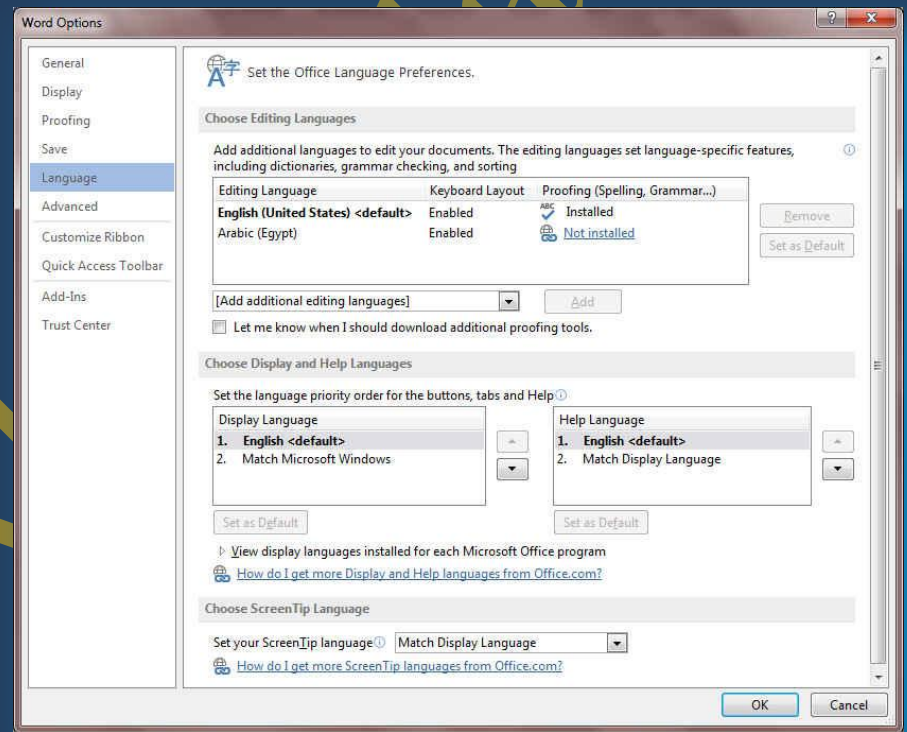 Word Options
General
Display
Proofing
Save
Language
Advanced
Customize Ribbon
Quick Access Toolbar
Add-Ins
Trust Center
Set the Office Language Preferences.
Choose Editing Languages
Add additional languages to edit your documents. The editing languages set language-specific features,
including dictionaries, grammar checking, and sorting
Editing Language Keyboard Layout Proofing (Spelling, Grammar...)
English (United States) <default> Enabled Installed
Arabic (Egypt) Enabled Not installed
Remove
Set as Default
[Add additional editing languages] Add
Let me know when I should download additional proofing tools.
Choose Display and Help Languages
Set the language priority order for the buttons, tabs and Help
Display Language
1. English <default>
2. Match Microsoft Windows
Set as Default
Help Language
1. English <default>
2. Match Display Language
Set as Default
View display languages installed for each Microsoft Office program
How do I get more Display and Help languages from Office.com?
Choose ScreenTip Language
Set your ScreenTip language Match Display Language
How do I get more ScreenTip languages from Office.com?
OK Cancel